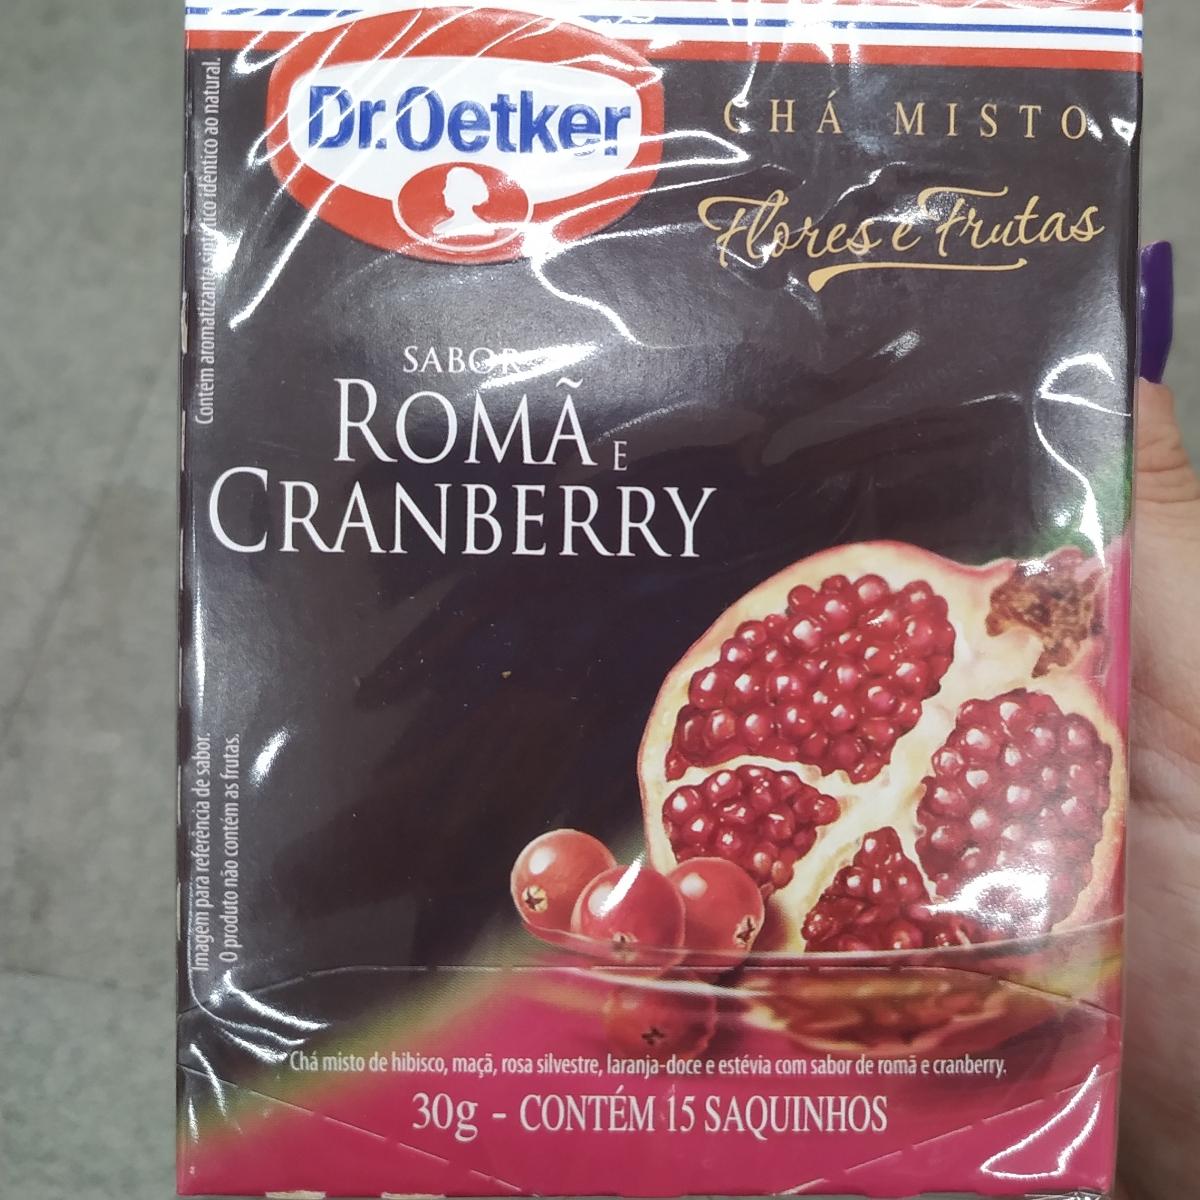 Dr.Oetker
CHÁ MISTO
Flores e Frutas
SABOR
ROMÃ E
CRANBERRY
Contém aromatizante sintético idêntico ao natural.
Imagem para referência de sabor.
O produto não contém as frutas.
Chá misto de hibisco, maçã, rosa silvestre, laranja-doce e estévia com sabor de romã e cranberry.
30g - CONTÉM 15 SAQUINHOS